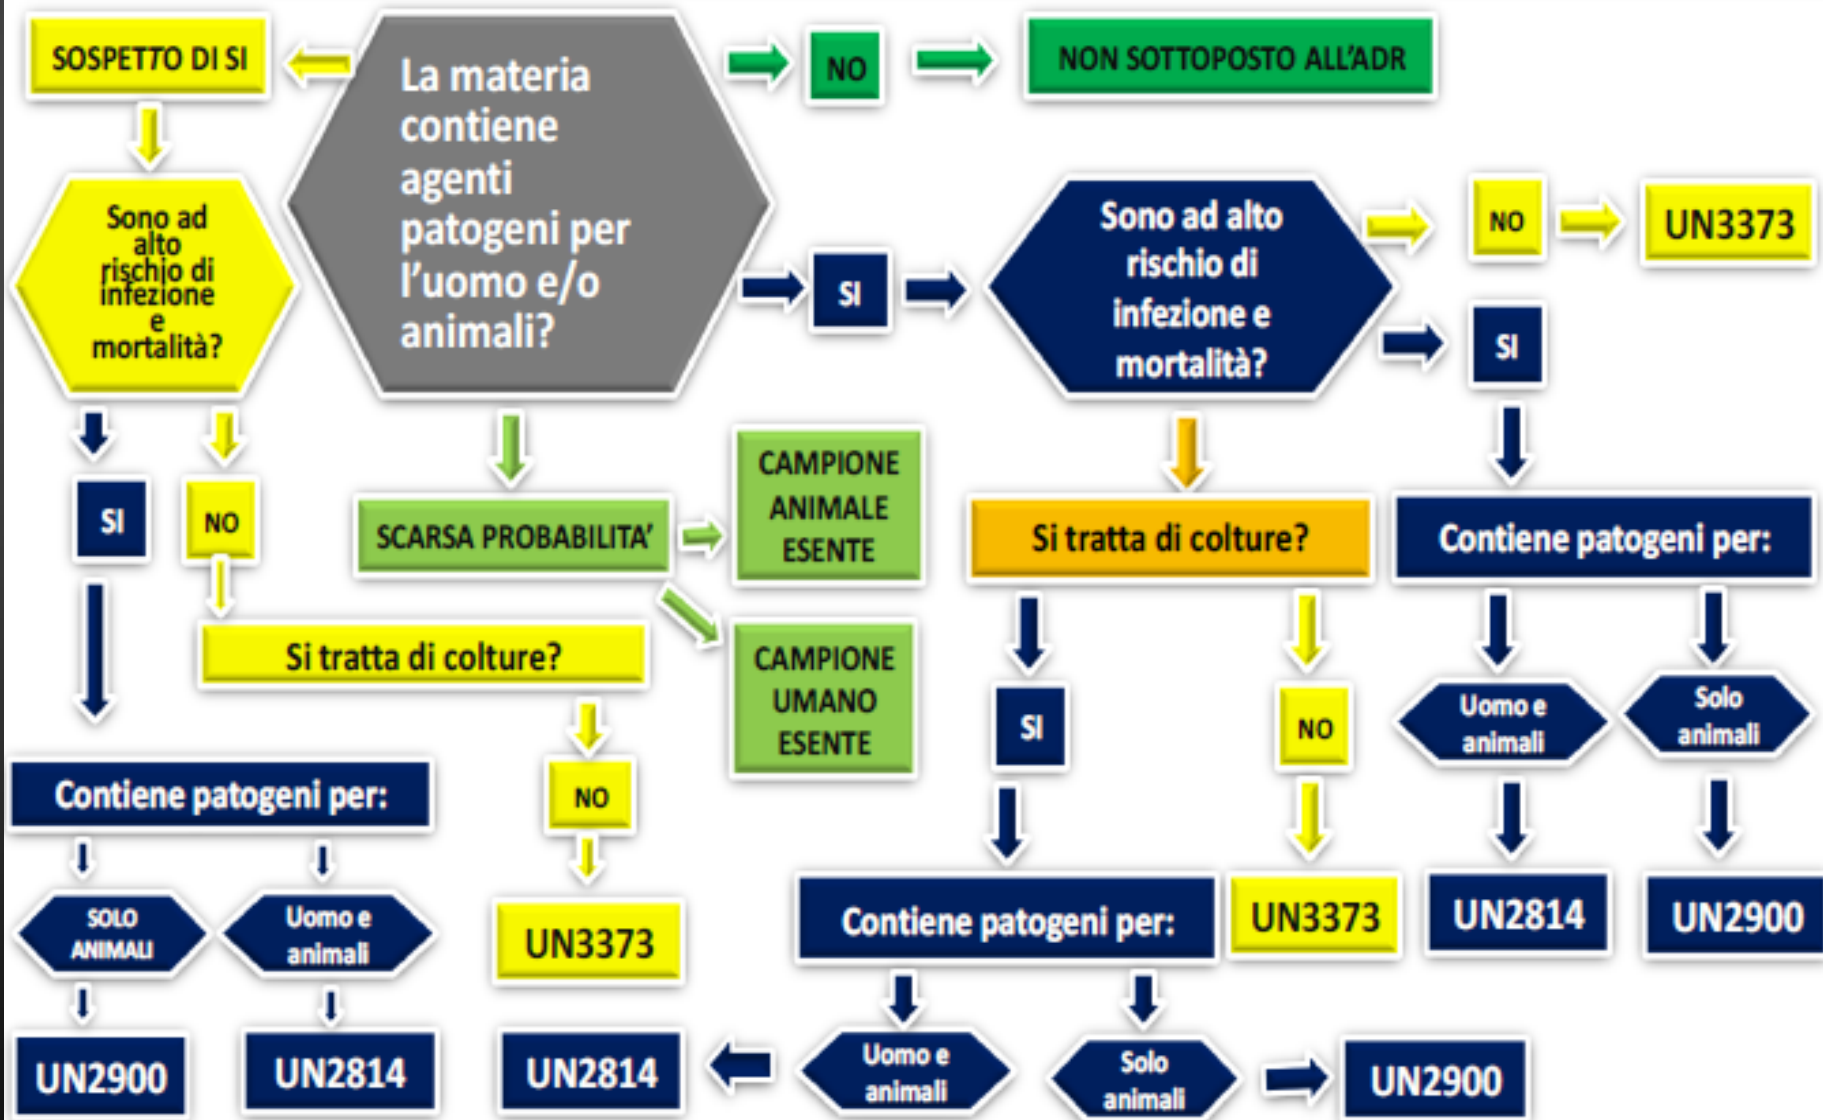 SOSPETTO DI SI
La materia
contiene
agenti
patogeni per
l'uomo e/o
animali?
NO
NON SOTTOPOSTO ALL'ADR
Sono ad
alto
rischio di
infezione
e
mortalità?
SI
Sono ad alto
rischio di
infezione e
mortalità?
NO
UN3373
SI
SI
NO
SCARSA PROBABILITA'
CAMPIONE
ANIMALE
ESENTE
Si tratta di colture?
Contiene patogeni per:
Si tratta di colture?
CAMPIONE
UMANO
ESENTE
SI
NO
Uomo e
animali
Solo
animali
Contiene patogeni per:
NO
SOLO
ANIMALI
Uomo e
animali
UN3373
Contiene patogeni per:
UN3373
UN2814
UN2900
UN2900
UN2814
UN2814
Uomo e
animali
Solo
animali
UN2900